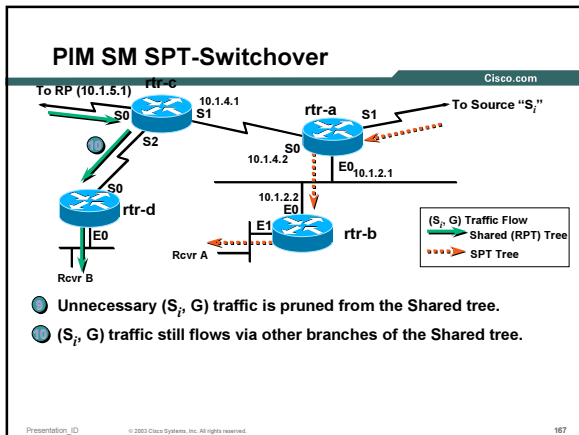 PIM SM SPT-Switchover
Cisco.com
To RP (10.1.5.1)
rtr-c
10.1.4.1
S0
S1
S2
10
rtr-a
S1
To Source "Si"
S0
10.1.4.2
E0
10.1.2.1
S0
rtr-d
E0
Rcvr B
10.1.2.2
E0
E1
rtr-b
Rcvr A
(Si, G) Traffic Flow
Shared (RPT) Tree
SPT Tree
9 Unnecessary (Si, G) traffic is pruned from the Shared tree.
10 (Si, G) traffic still flows via other branches of the Shared tree.
Presentation_ID
© 2003 Cisco Systems, Inc. All rights reserved.
167